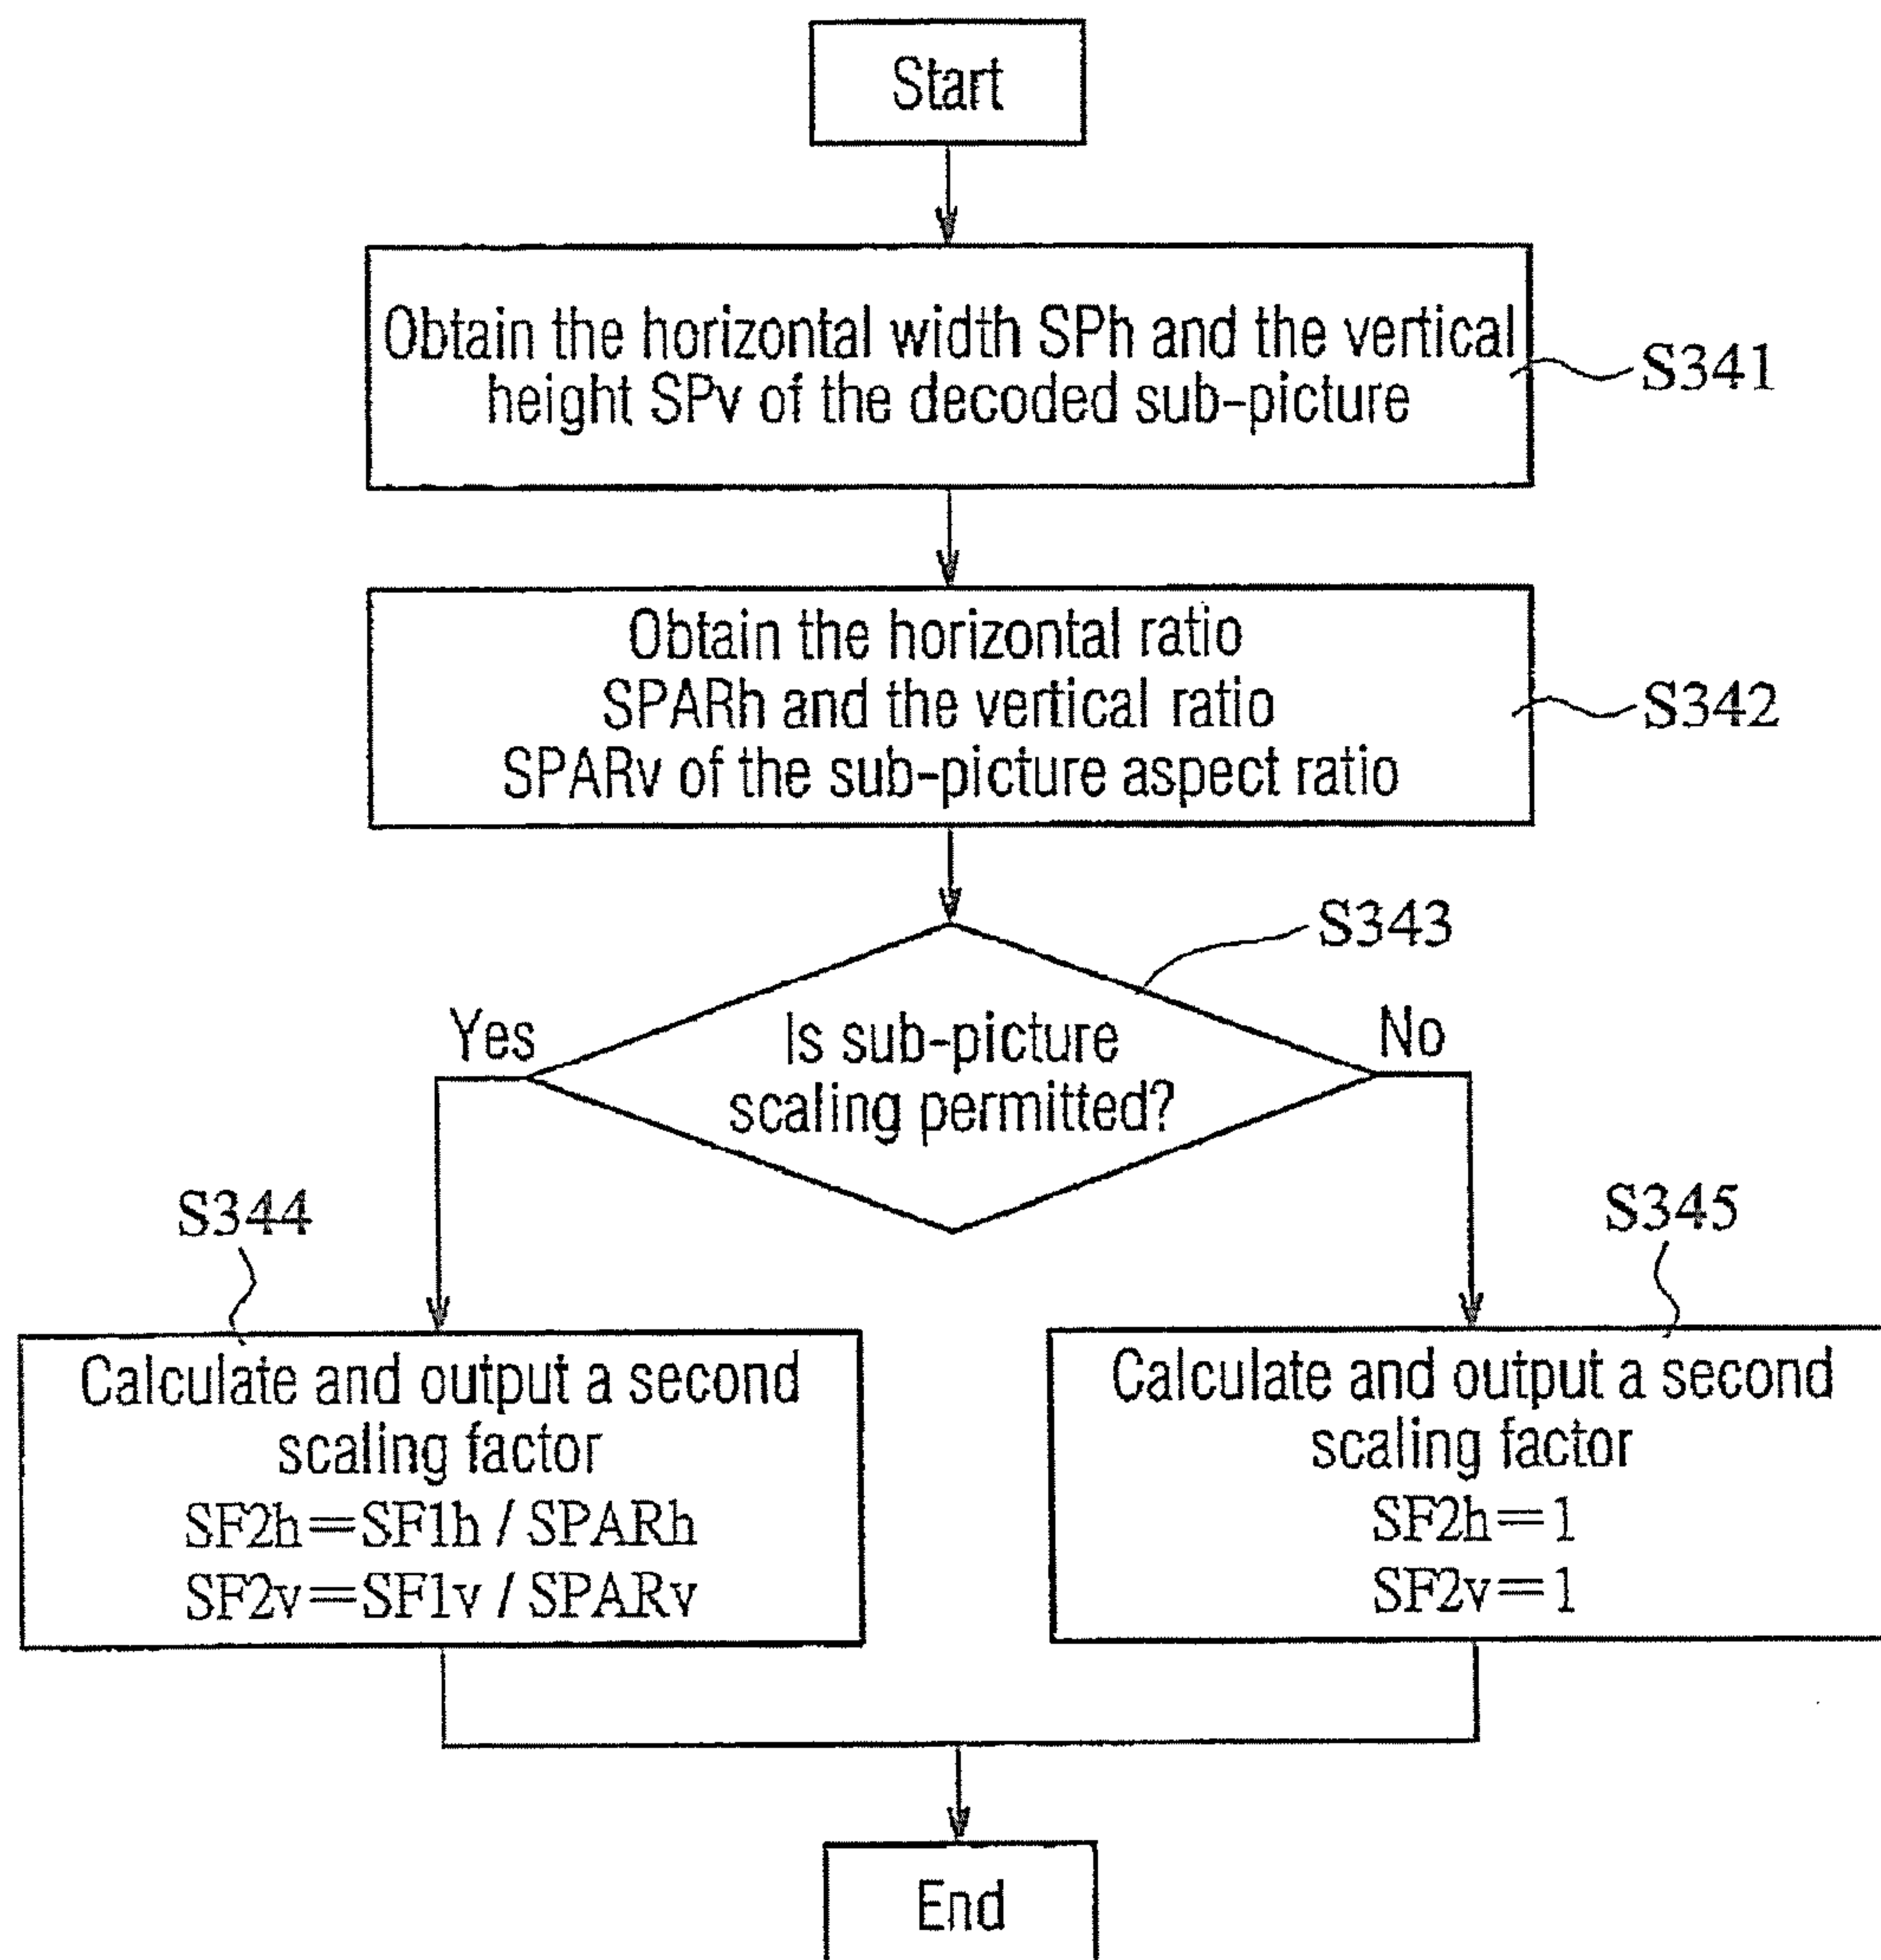 Start
Obtain the horizontal width SPh and the vertical
height SPv of the decoded sub-picture
S341
Obtain the horizontal ratio
SPARh and the vertical ratio
SPARv of the sub-picture aspect ratio
S342
S343
Yes
Is sub-picture
scaling permitted?
No
S344
Calculate and output a second
scaling factor
SF2h=SF1h / SPARh
SF2v=SF1v / SPARv
S345
Calculate and output a second
scaling factor
SF2h=1
SF2v=1
End